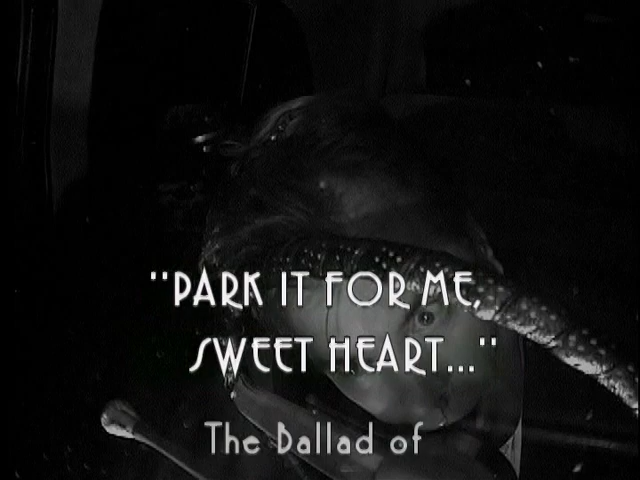 "PARK IT FOR ME,
SWEET HEART..."
The Ballad of